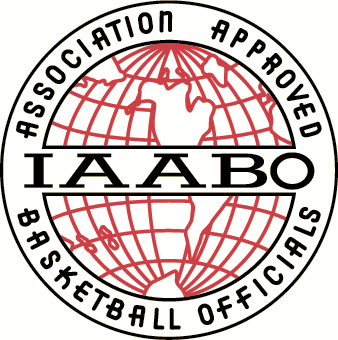 ASSOCIATION APPROVED
IAABO
BASKETBALL OFFICIALS